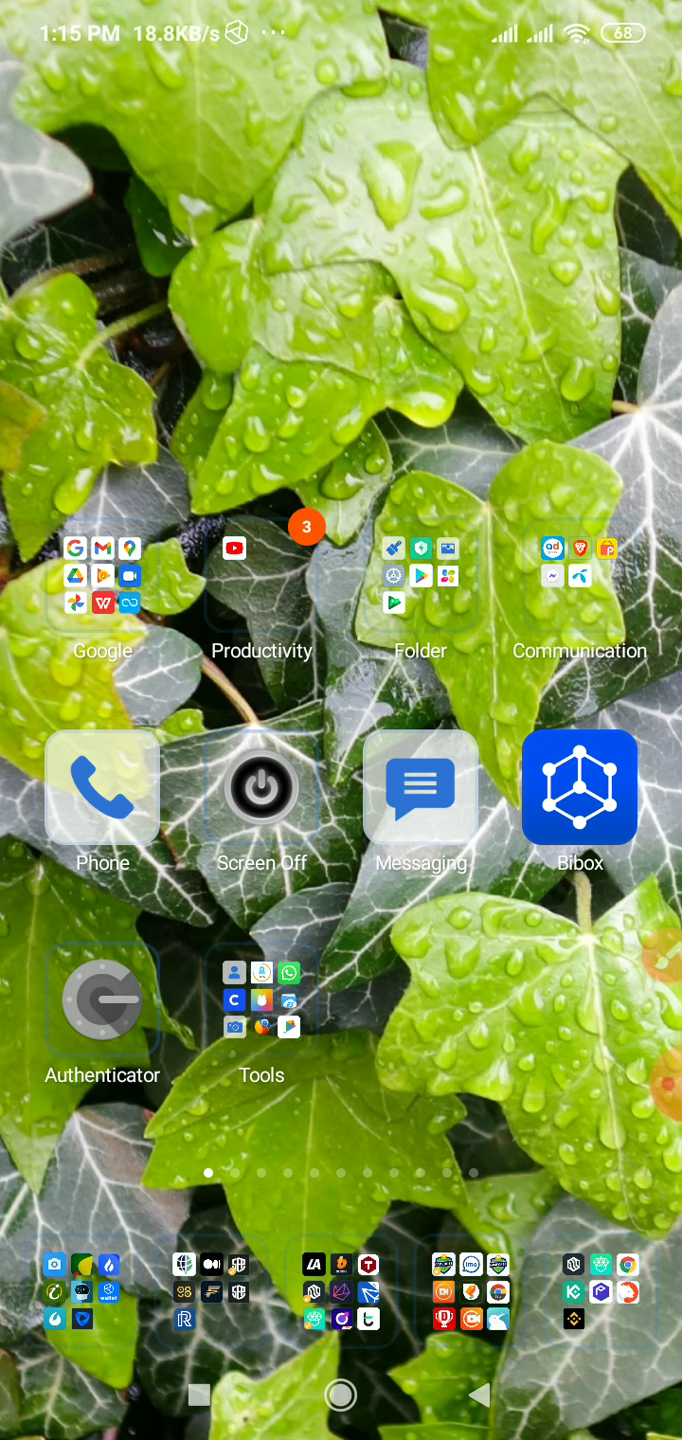 1:15 PM 18.8KB/s ... 68
3
Google Productivity Folder Communication
Phone Screen Off Messaging Bibox
Authenticator Tools